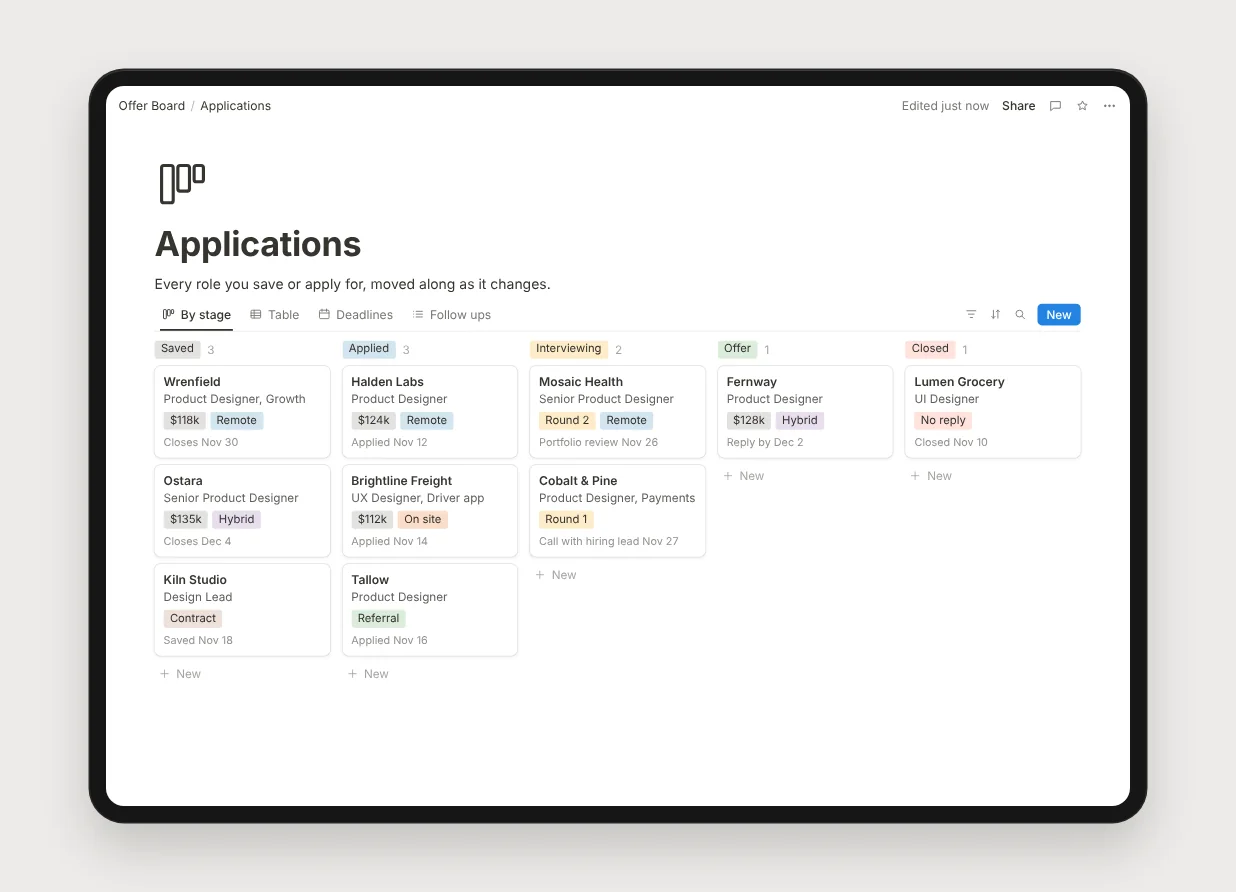 Offer Board / Applications
Edited just now
Share
Applications
Every role you save or apply for, moved along as it changes.
By stage
Table
Deadlines
Follow ups
New
Saved 3
Wrenfield
Product Designer, Growth
$118k Remote
Closes Nov 30
Ostara
Senior Product Designer
$135k Hybrid
Closes Dec 4
Kiln Studio
Design Lead
Contract
Saved Nov 18
+ New
Applied 3
Halden Labs
Product Designer
$124k Remote
Applied Nov 12
Brightline Freight
UX Designer, Driver app
$112k On site
Applied Nov 14
Tallow
Product Designer
Referral
Applied Nov 16
+ New
Interviewing 2
Mosaic Health
Senior Product Designer
Round 2 Remote
Portfolio review Nov 26
Cobalt & Pine
Product Designer, Payments
Round 1
Call with hiring lead Nov 27
+ New
Offer 1
Fernway
Product Designer
$128k Hybrid
Reply by Dec 2
+ New
Closed 1
Lumen Grocery
UI Designer
No reply
Closed Nov 10
+ New